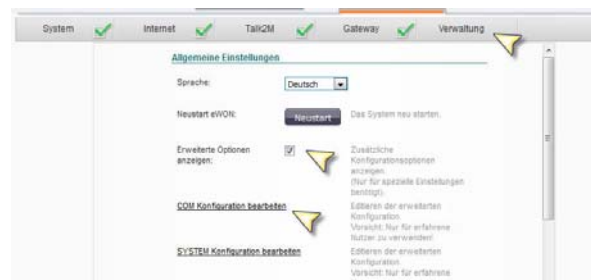 System Internet Talk2M Gateway Verwaltung
Allgemeine Einstellungen
Sprache: Deutsch
Neustart eWON: Neustart Das System neu starten.
Erweiterte Optionen
anzeigen:
Zusätzliche
Konfigurationsoptionen
anzeigen.
(Nur für spezielle Einstellungen
benötigt).
COM Konfiguration bearbeiten
Editieren der erweiterten
Konfiguration.
Vorsicht: Nur für erfahrene
Nutzer zu verwenden!
SYSTEM Konfiguration bearbeiten
Editieren der erweiterten
Konfiguration.
Vorsicht: Nur für erfahrene